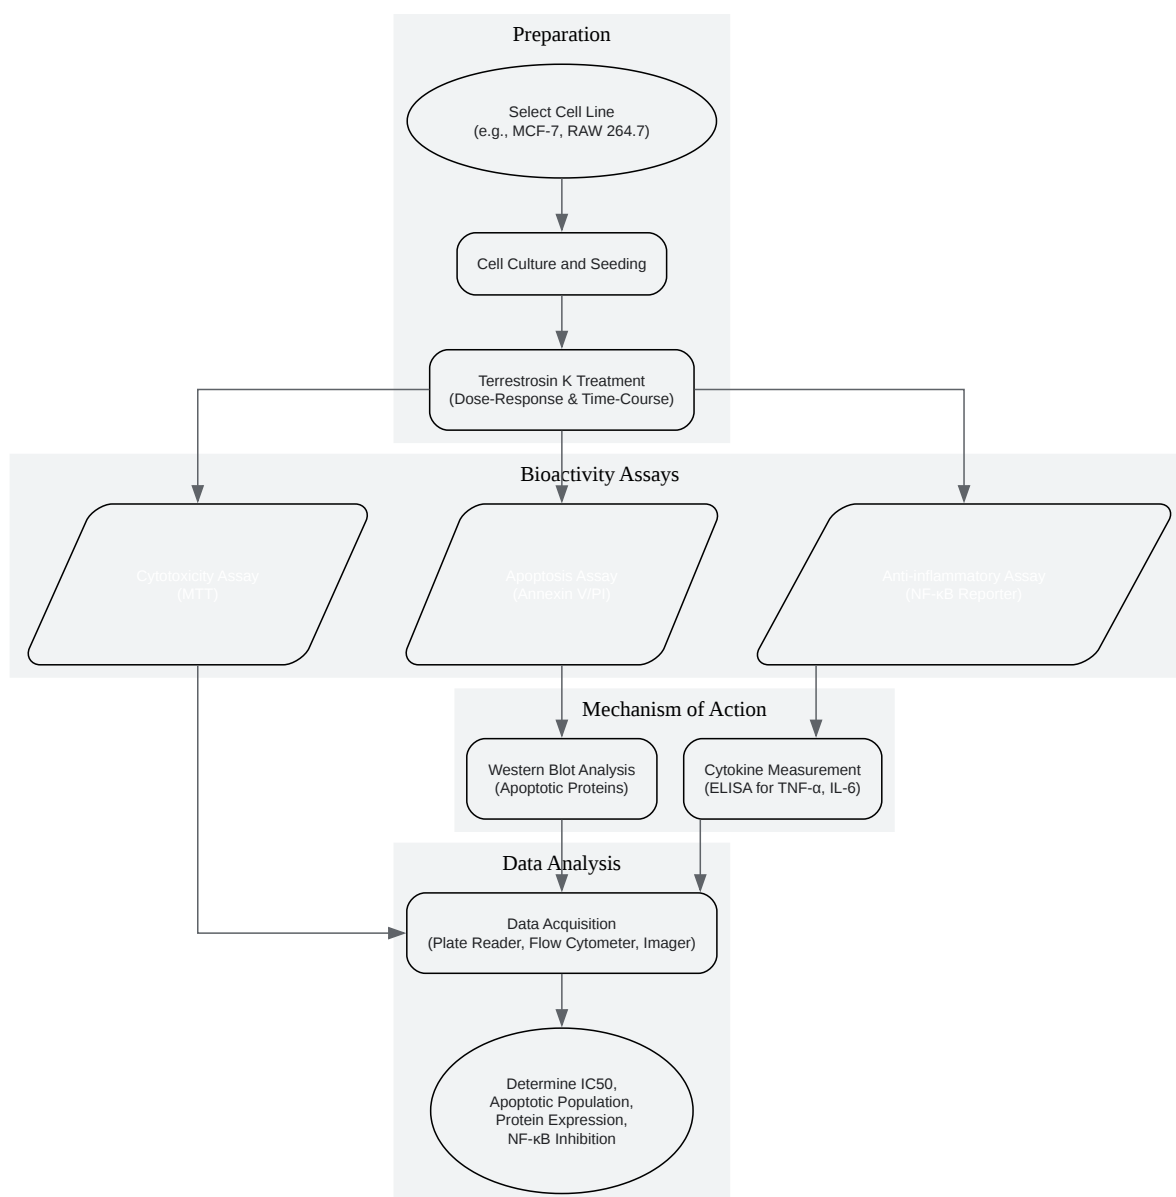 Preparation
Select Cell Line
(e.g., MCF-7, RAW 264.7)
Cell Culture and Seeding
Terrestrosin K Treatment
(Dose-Response & Time-Course)
Bioactivity Assays
Cytotoxicity Assay
(MTT)
Apoptosis Assay
(Annexin V/PI)
Anti-inflammatory Assay
(NF-κB Reporter)
Mechanism of Action
Western Blot Analysis
(Apoptotic Proteins)
Cytokine Measurement
(ELISA for TNF-α, IL-6)
Data Analysis
Data Acquisition
(Plate Reader, Flow Cytometer, Imager)
Determine IC50,
Apoptotic Population,
Protein Expression,
NF-κB Inhibition